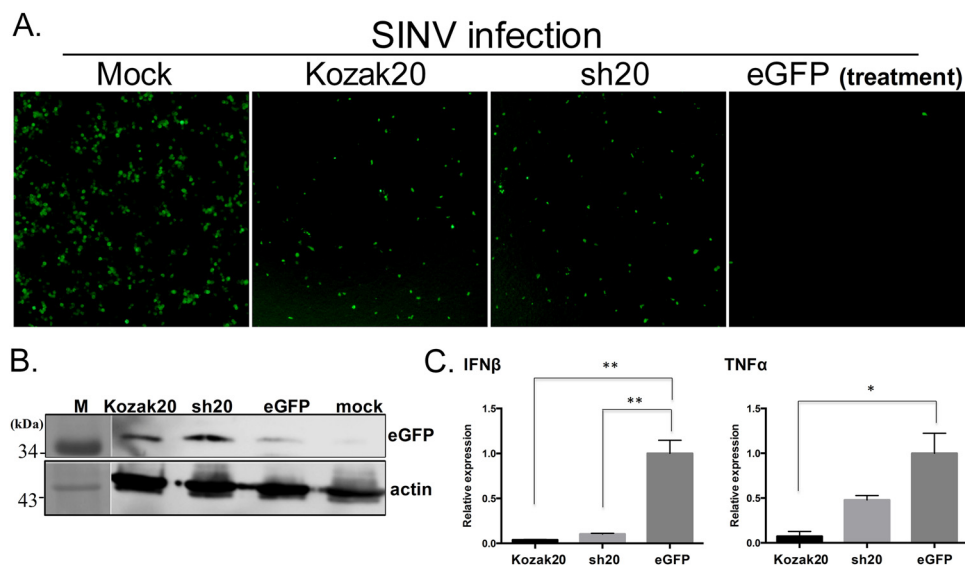 A.
SINV infection
Mock Kozak20 sh20 eGFP (treatment)
B.
M Kozak20 sh20 eGFP mock
(kDa)
eGFP
34
actin
43
C.
IFNβ
**
**
Relative expression
1.5
1.0
0.5
0.0
Kozak20 sh20 eGFP
TNFα
*
Relative expression
1.5
1.0
0.5
0.0
Kozak20 sh20 eGFP